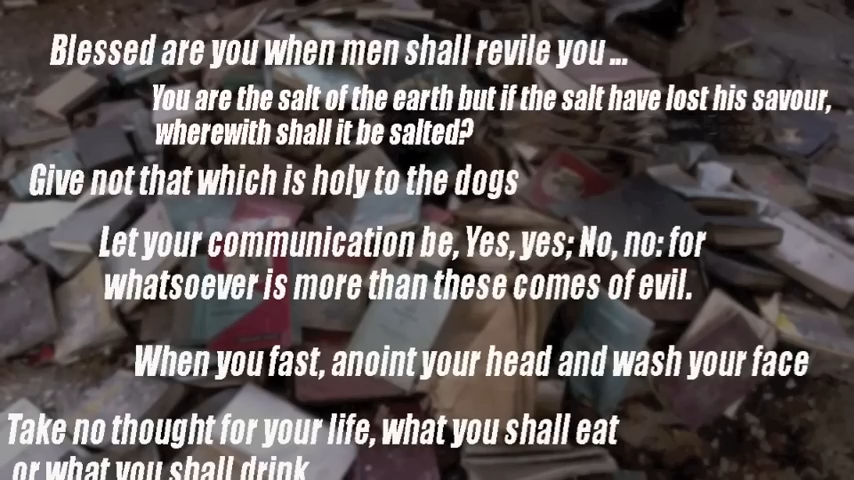 Blessed are you when men shall revile you ...
You are the salt of the earth but if the salt have lost his savour,
wherewith shall it be salted?
Give not that which is holy to the dogs
Let your communication be, Yes, yes; No, no: for
whatsoever is more than these comes of evil.
When you fast, anoint your head and wash your face
Take no thought for your life, what you shall eat
or what you shall drink